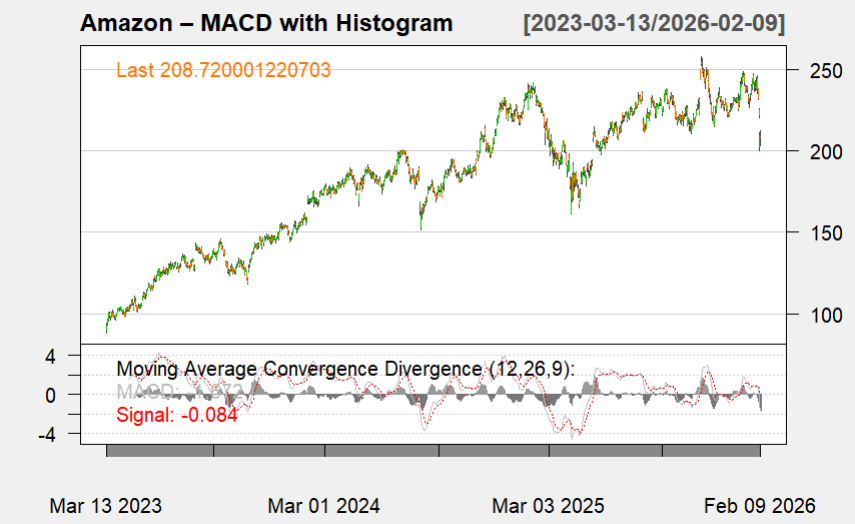 Amazon – MACD with Histogram [2023-03-13/2026-02-09]
Last 208.720001220703
250
200
150
100
Moving Average Convergence Divergence (12,26,9):
MACD:
Signal: -0.084
4
0
-4
Mar 13 2023 Mar 01 2024 Mar 03 2025 Feb 09 2026